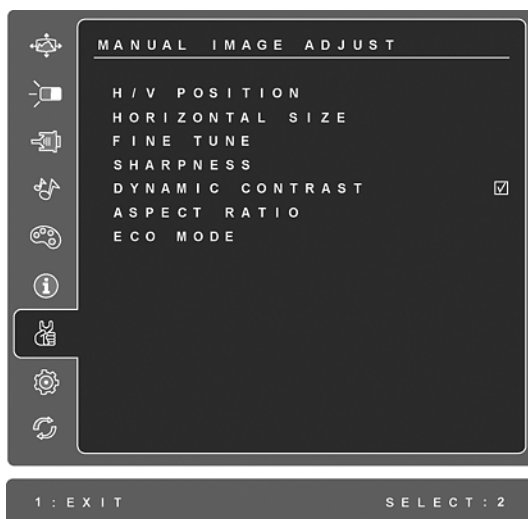 MANUAL IMAGE ADJUST
H/V POSITION
HORIZONTAL SIZE
FINE TUNE
SHARPNESS
DYNAMIC CONTRAST
ASPECT RATIO
ECO MODE
1:EXIT SELECT:2